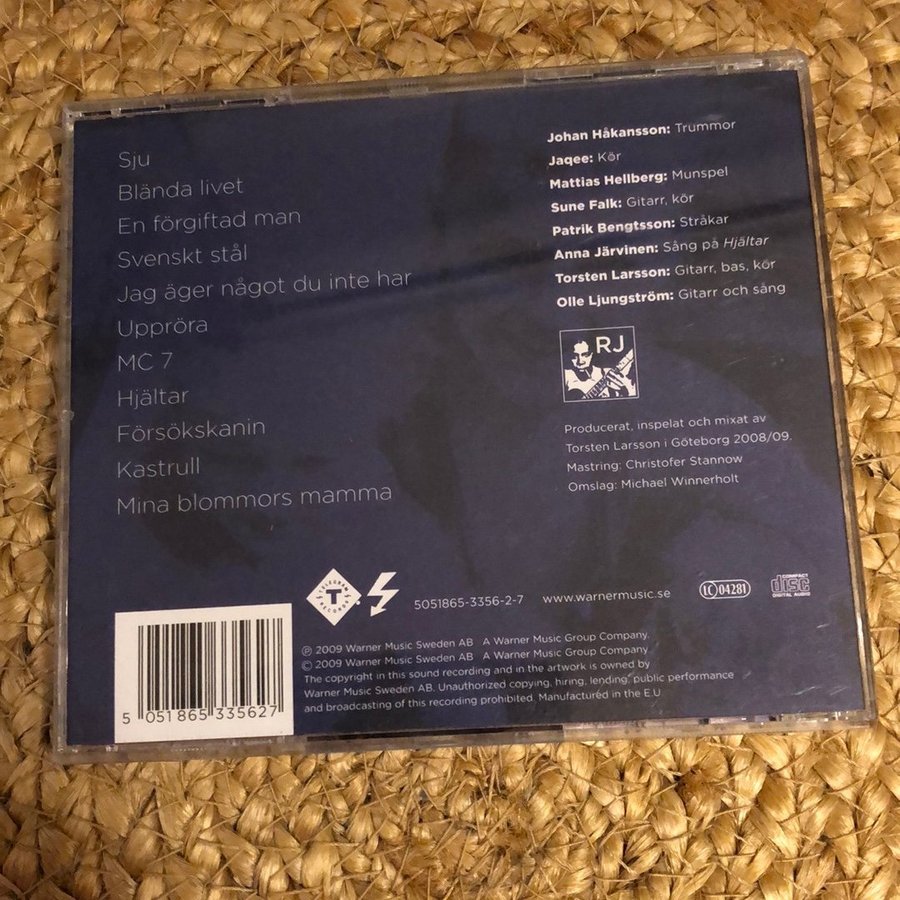 Sju
Blända livet
En förgiftad man
Svenskt stål
Jag äger något du inte har
Uppröra
MC 7
Hjältar
Försökskanin
Kastrull
Mina blommors mamma
Johan Håkansson: Trummor
Jaqee: Kör
Mattias Hellberg: Munspel
Sune Falk: Gitarr, kör
Patrik Bengtsson: Stråkar
Anna Järvinen: Sång på Hjältar
Torsten Larsson: Gitarr, bas, kör
Olle Ljungström: Gitarr och sång
RJ
Producerat, inspelat och mixat av
Torsten Larsson i Göteborg 2008/09.
Mastring: Christofer Stannow
Omslag: Michael Winnerholt
TELEGRAM
T
RECORDS
5051865-3356-2-7
www.warnermusic.se
LC 04281
COMPACT
disc
DIGITAL AUDIO
℗ 2009 Warner Music Sweden AB A Warner Music Group Company.
© 2009 Warner Music Sweden AB A Warner Music Group Company
The copyright in this sound recording and in the artwork is owned by
Warner Music Sweden AB. Unauthorized copying, hiring, lending, public performance
and broadcasting of this recording prohibited. Manufactured in the E.U
5 051865 335627